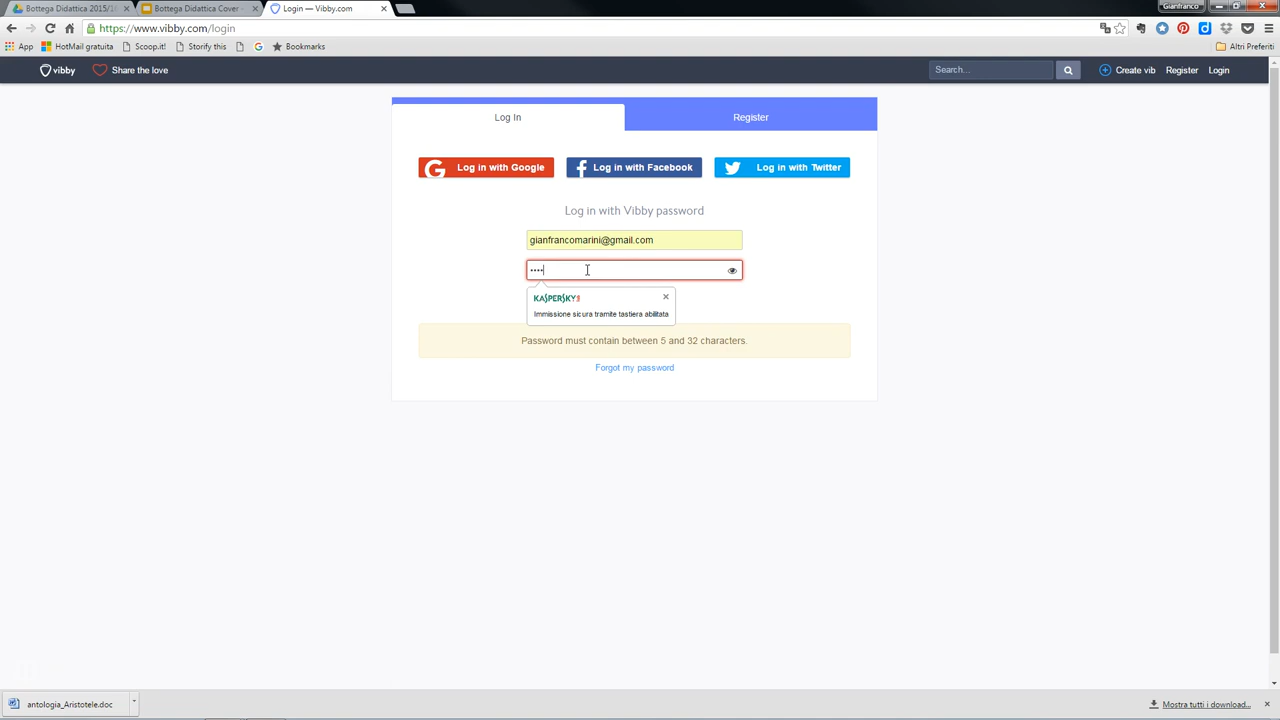 Bottega Didattica 2015/1
Bottega Didattica Cover -
Login — Vibby.com
Gianfranco
https://www.vibby.com/login
App
HotMail gratuita
Scoop.it!
Storify this
Bookmarks
Altri Preferiti
vibby
Share the love
Search...
Create vib
Register
Login
Log In
Register
Log in with Google
Log in with Facebook
Log in with Twitter
Log in with Vibby password
gianfrancomarini@gmail.com
••••
KASPERSKY
Immissione sicura tramite tastiera abilitata
Password must contain between 5 and 32 characters.
Forgot my password
antologia_Aristotele.doc
Mostra tutti i download...